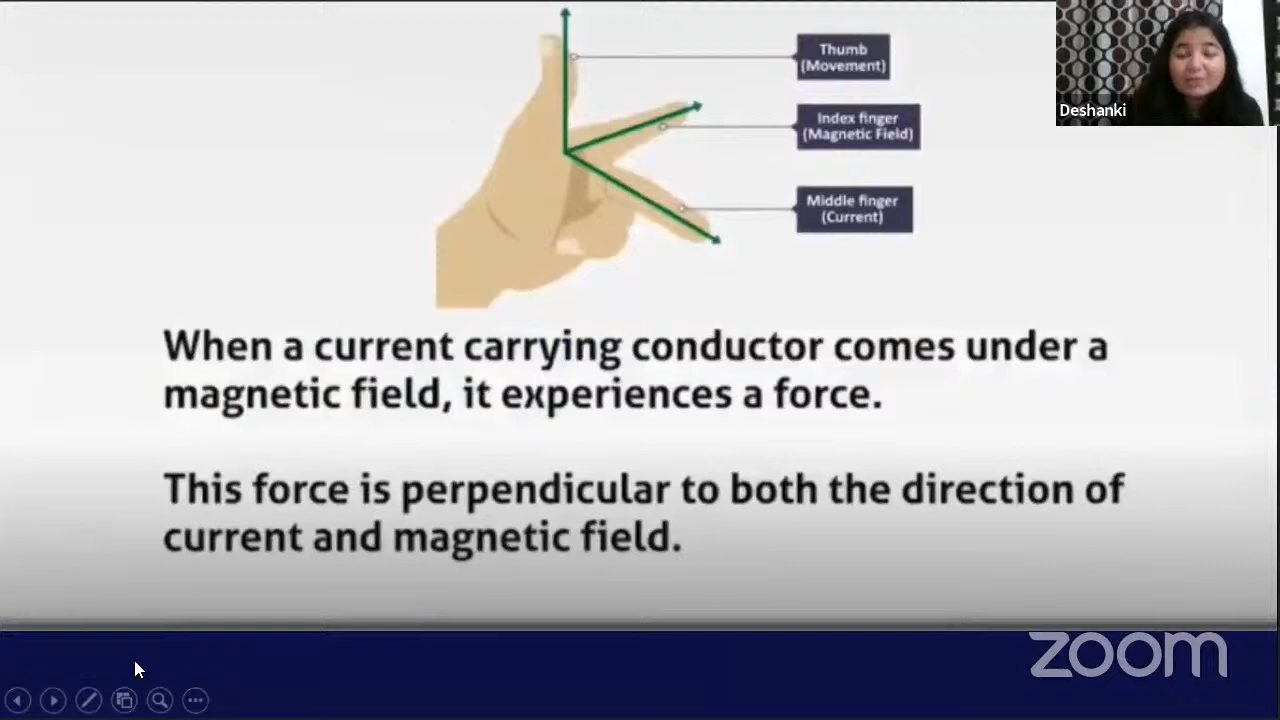 Thumb
(Movement)
Index finger
(Magnetic Field)
Middle finger
(Current)
Deshanki
When a current carrying conductor comes under a
magnetic field, it experiences a force.
This force is perpendicular to both the direction of
current and magnetic field.
zoom